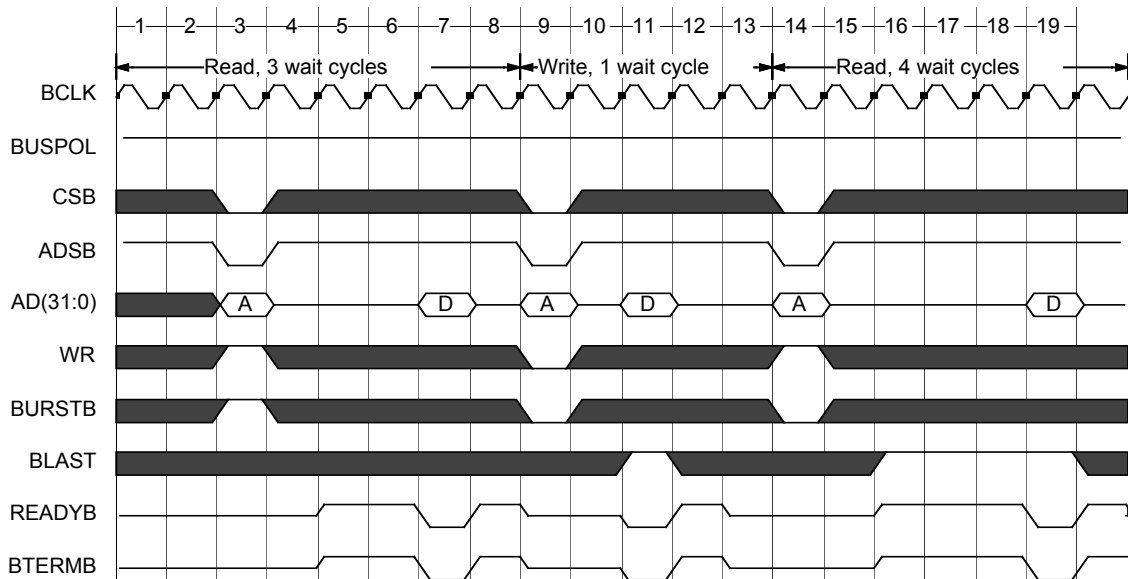 1 2 3 4 5 6 7 8 9 10 11 12 13 14 15 16 17 18 19
Read, 3 wait cycles Write, 1 wait cycle Read, 4 wait cycles
BCLK
BUSPOL
CSB
ADSB
AD(31:0) A D A D A D
WR
BURSTB
BLAST
READYB
BTERMB